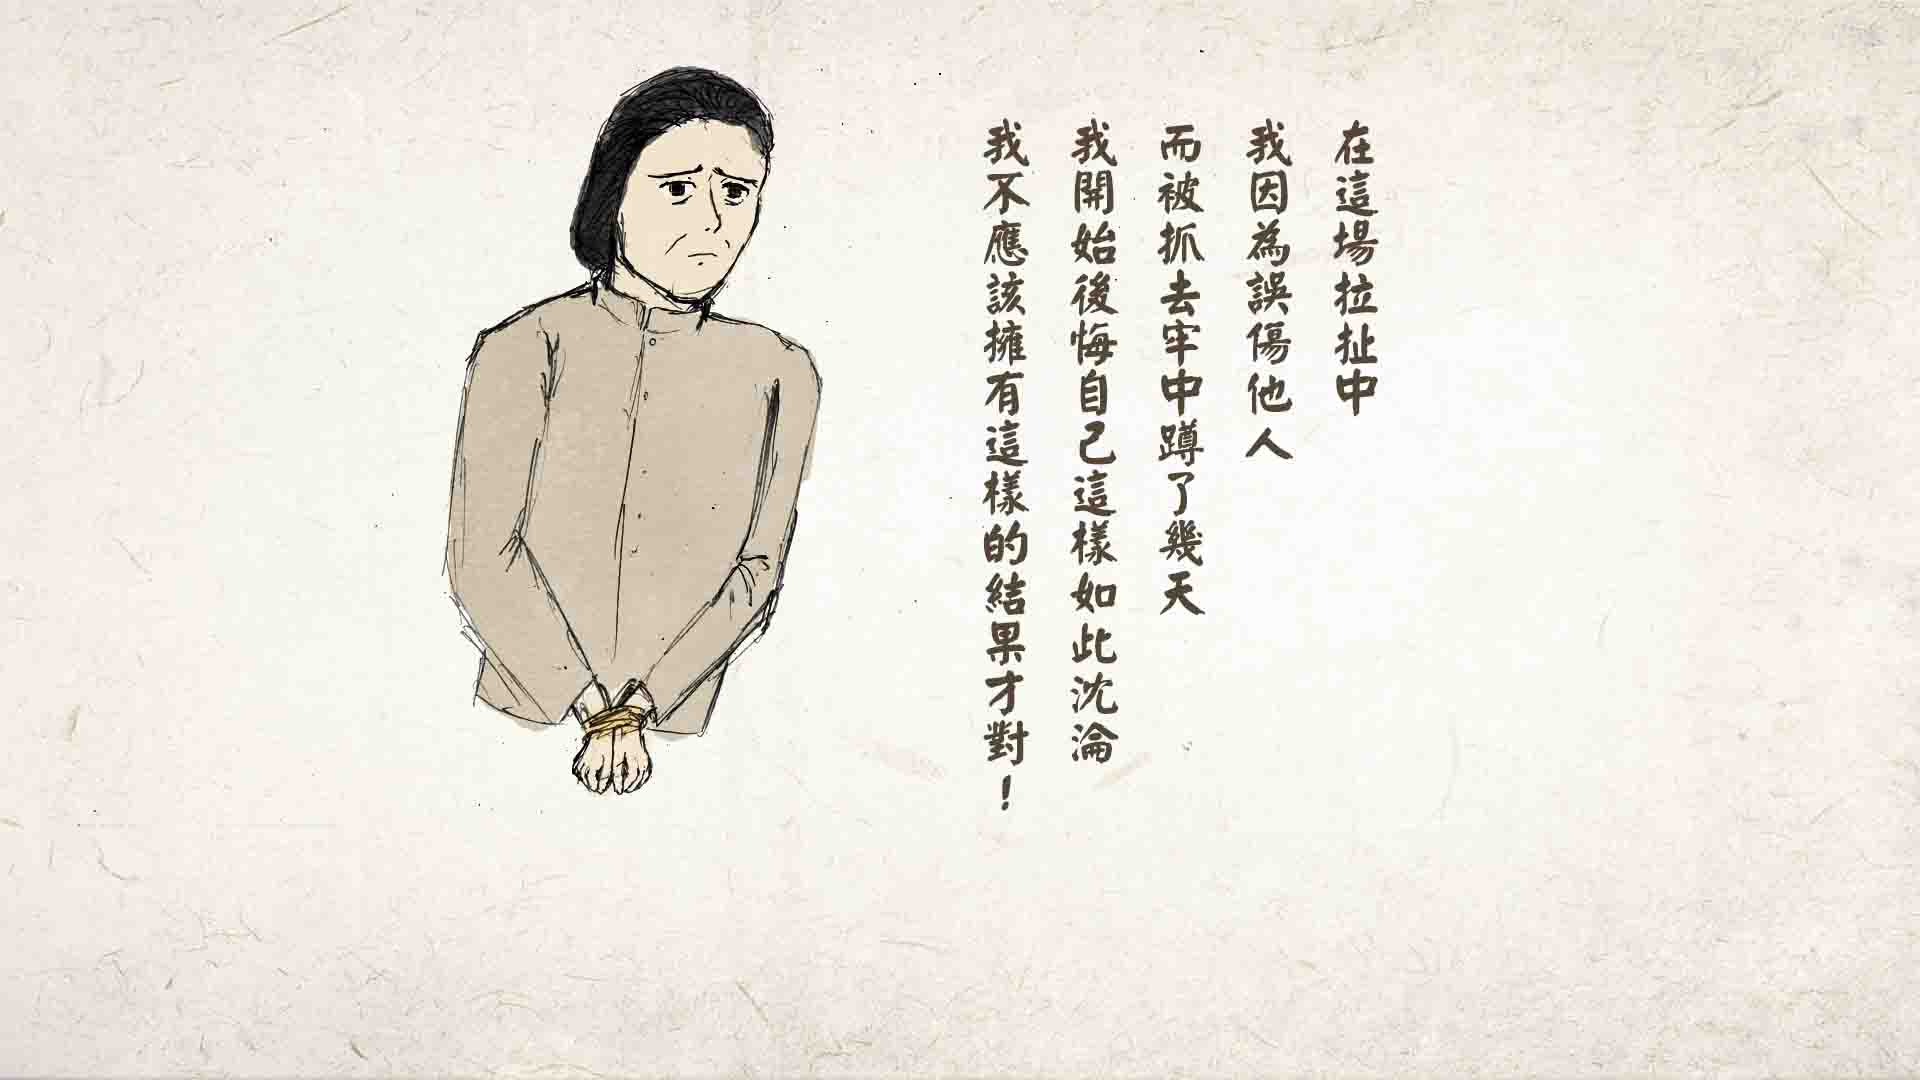 在這場拉扯中
我因為誤傷他人
而被抓去牢中蹲了幾天
我開始後悔自己這樣如此沈淪
我不應該擁有這樣的結果才對！